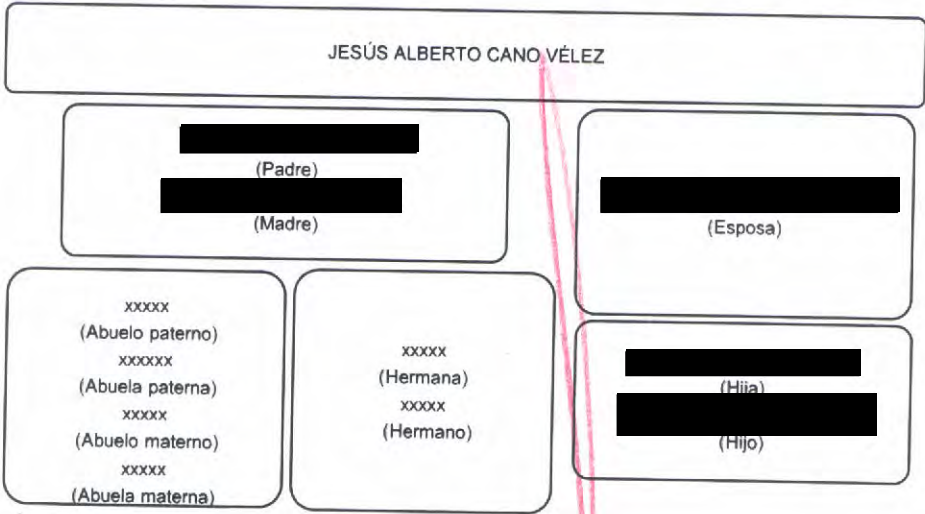 JESÚS ALBERTO CANO VÉLEZ
(Padre)
(Madre)
(Esposa)
xxxxx
(Abuelo paterno)
xxxxxx
(Abuela paterna)
xxxxx
(Abuelo materno)
xxxxx
(Abuela materna)
xxxxx
(Hermana)
xxxxx
(Hermano)
(Hija)
(Hijo)